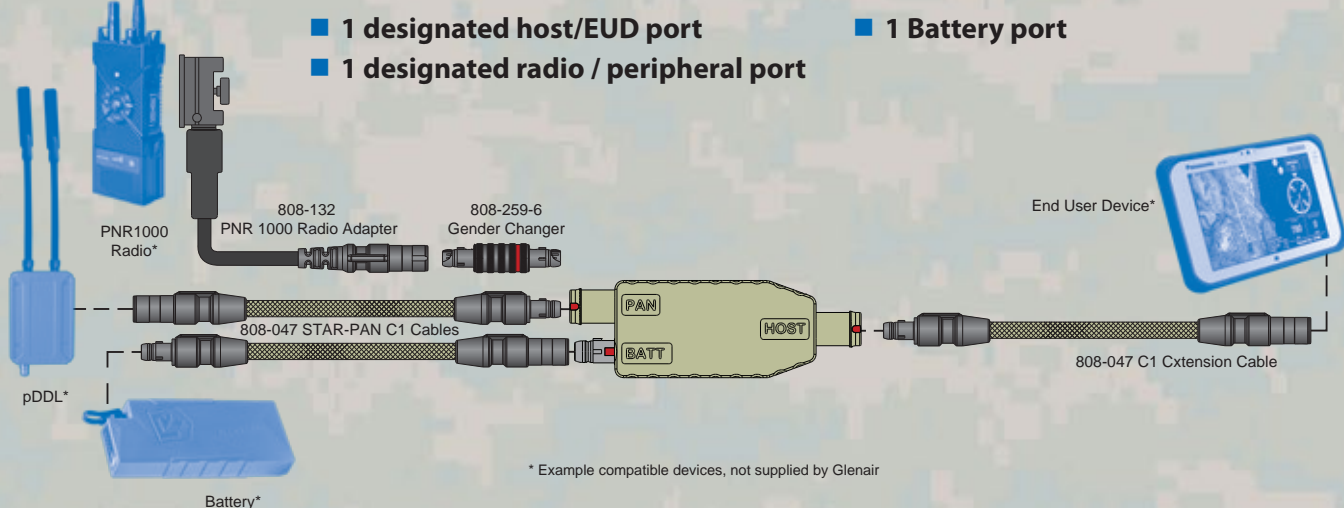 1 designated host/EUD port
1 Battery port
1 designated radio / peripheral port
PNR1000
Radio*
808-132
PNR 1000 Radio Adapter
808-259-6
Gender Changer
End User Device*
PAN
HOST
BATT
808-047 STAR-PAN C1 Cables
808-047 C1 Cxtension Cable
pDDL*
Battery*
* Example compatible devices, not supplied by Glenair